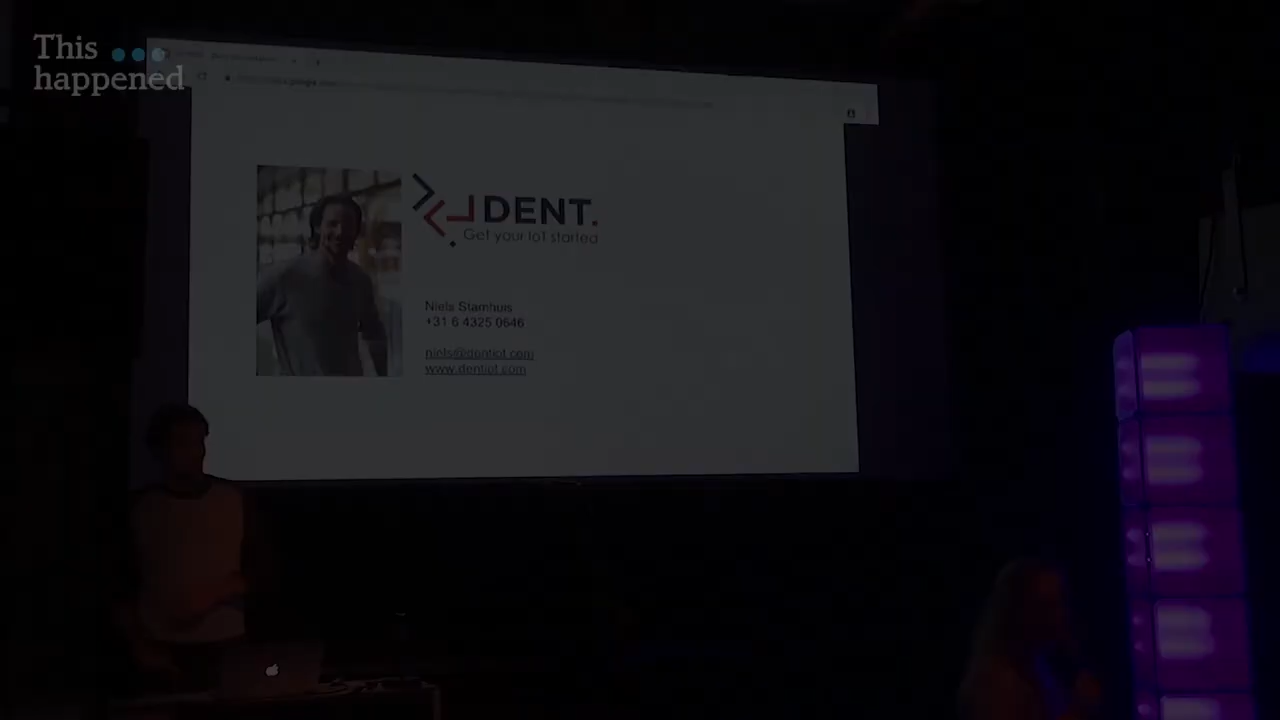 This
happened
DENT.
Get your IoT started
Niels Stamhuis
+31 6 4325 0646
niels@dentiot.com
www.dentiot.com